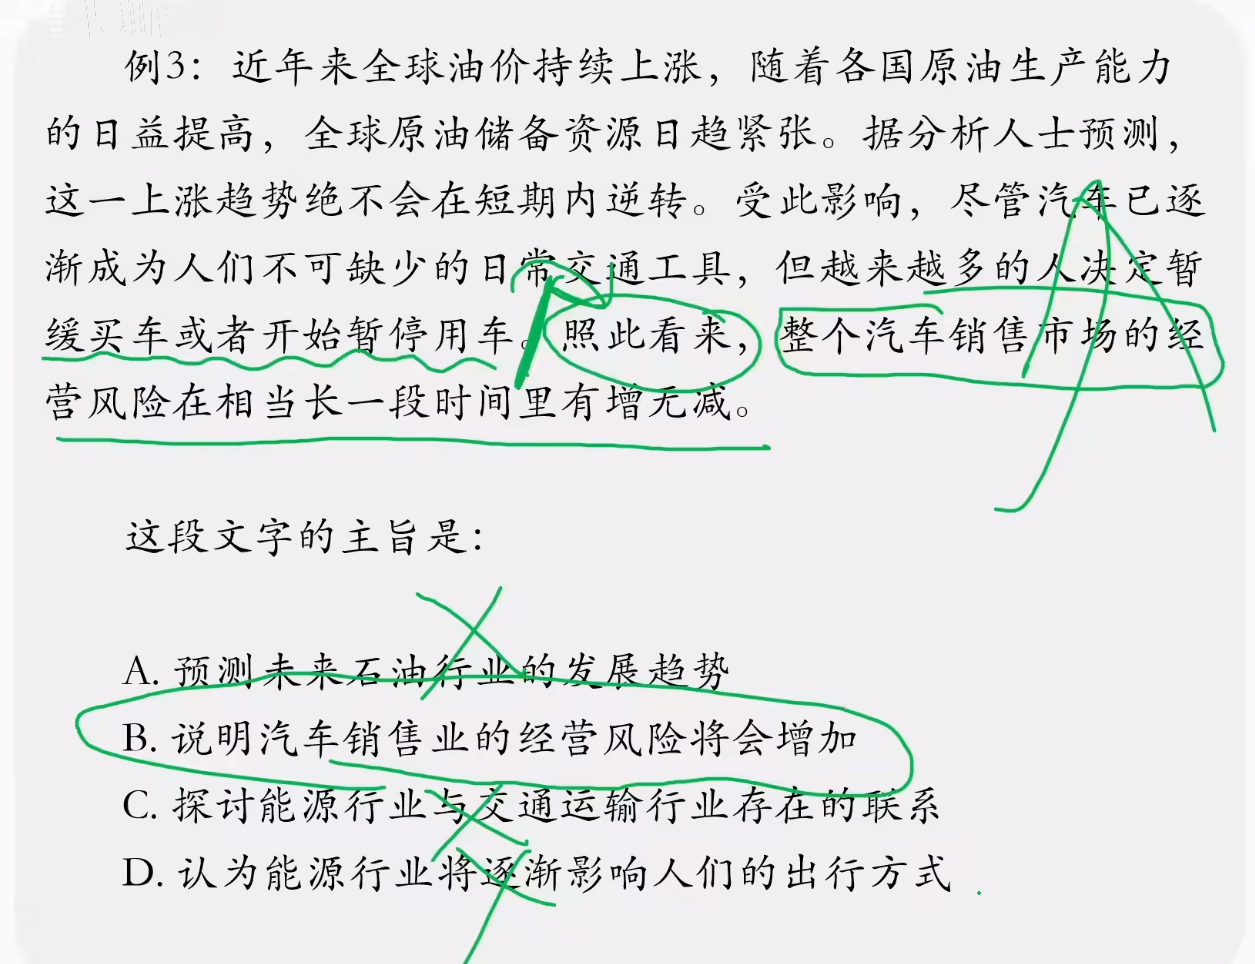 例3：近年来全球油价持续上涨，随着各国原油生产能力
的日益提高，全球原油储备资源日趋紧张。据分析人士预测，
这一上涨趋势绝不会在短期内逆转。受此影响，尽管汽车已逐
渐成为人们不可缺少的日常交通工具，但越来越多的人决定暂
缓买车或者开始暂停用车。照此看来，整个汽车销售市场的经
营风险在相当长一段时间里有增无减。
这段文字的主旨是：
A. 预测未来石油行业的发展趋势
B. 说明汽车销售业的经营风险将会增加
C. 探讨能源行业与交通运输行业存在的联系
D. 认为能源行业将逐渐影响人们的出行方式